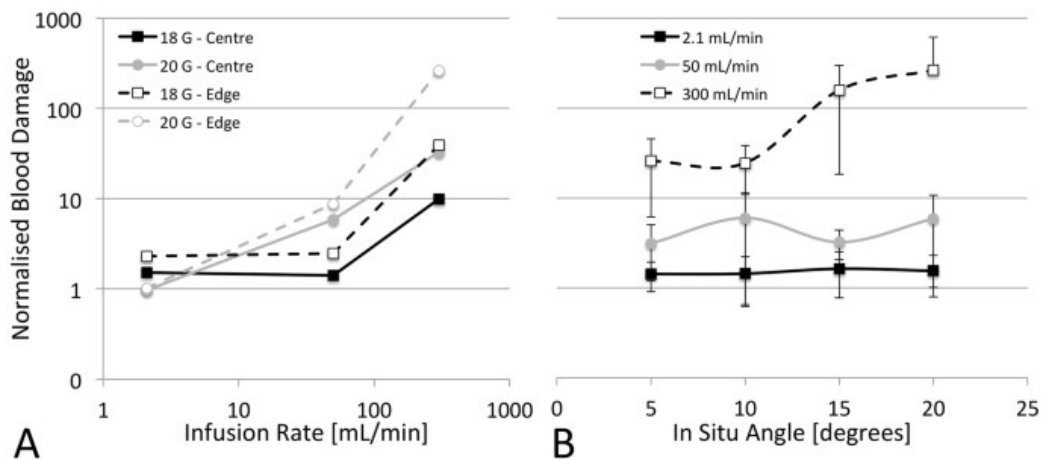 Normalised Blood Damage
1000
100
10
1
0
18 G - Centre
20 G - Centre
18 G - Edge
20 G - Edge
1
10
100
1000
Infusion Rate [mL/min]
A
2.1 mL/min
50 mL/min
300 mL/min
0
5
10
15
20
25
In Situ Angle [degrees]
B